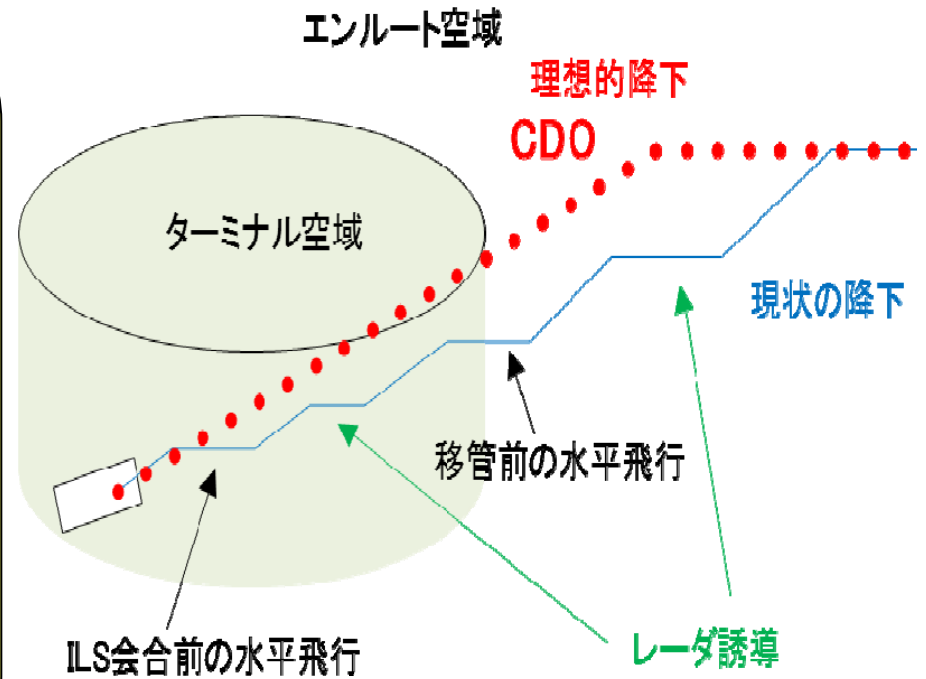 エンルート空域
理想的降下
CDO
ターミナル空域
現状の降下
移管前の水平飛行
ILS会合前の水平飛行
レーダ誘導